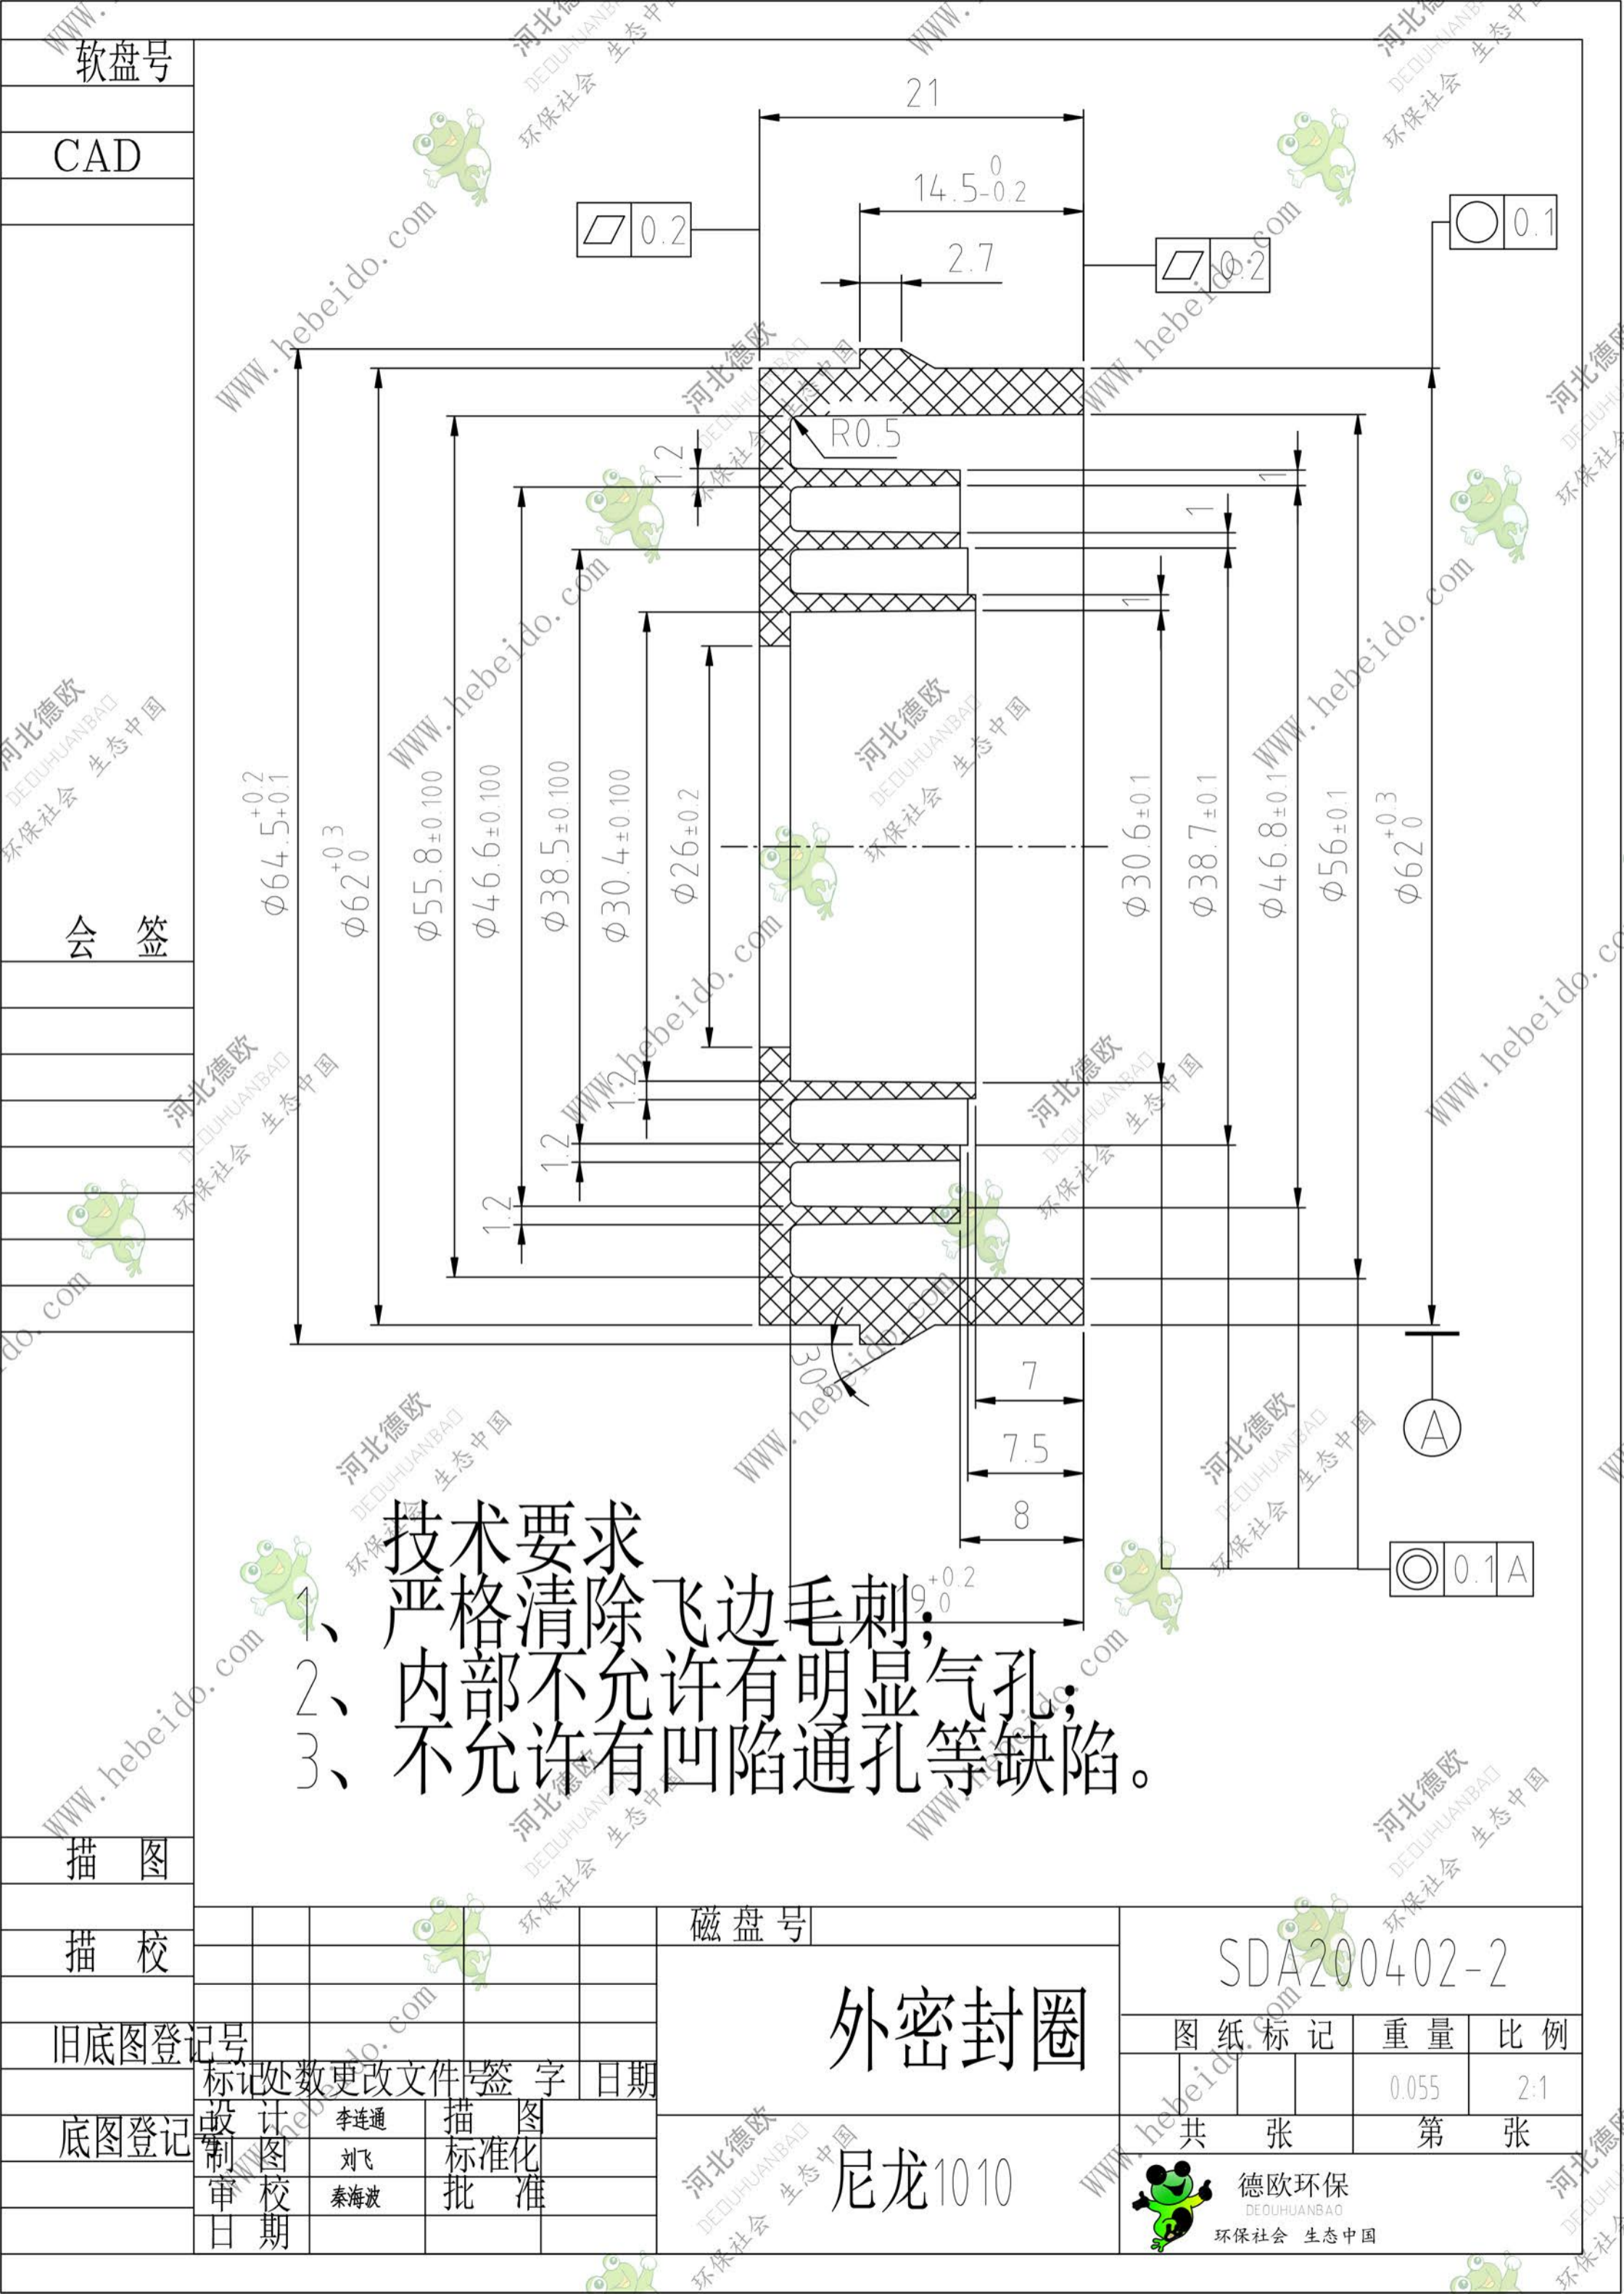 软盘号
CAD
21
14.5 0 -0.2
0.2
0.1
2.7
0.2
R0.5
1.2
1
1
1
Φ64.5 +0.2 +0.1
Φ62 +0.3 0
Φ55.8±0.100
Φ46.6±0.100
Φ38.5±0.100
Φ30.4±0.100
Φ26±0.2
Φ30.6±0.1
Φ38.7±0.1
Φ46.8±0.1
Φ56±0.1
Φ62 +0.3 0
会 签
1.2
1.2
1.2
30°
7
7.5
8
19 +0.2 0
A
0.1 A
技术要求
1、严格清除飞边毛刺;
2、内部不允许有明显气孔;
3、不允许有凹陷通孔等缺陷。
描 图
描 校
旧底图登记号
底图登记号
标记 处数 更改文件号 签 字 日期
设 计 李连通 描 图
制 图 刘飞 标准化
审 校 秦海波 批 准
日 期
磁盘号
外密封圈
尼龙1010
SDA200402-2
图纸标记 重量 比例
0.055 2:1
共 张 第 张
德欧环保
DEOUHUANBAO
环保社会 生态中国
河北德欧
DEOUHUANBAO
环保社会 生态中国
WWW.hebeido.com